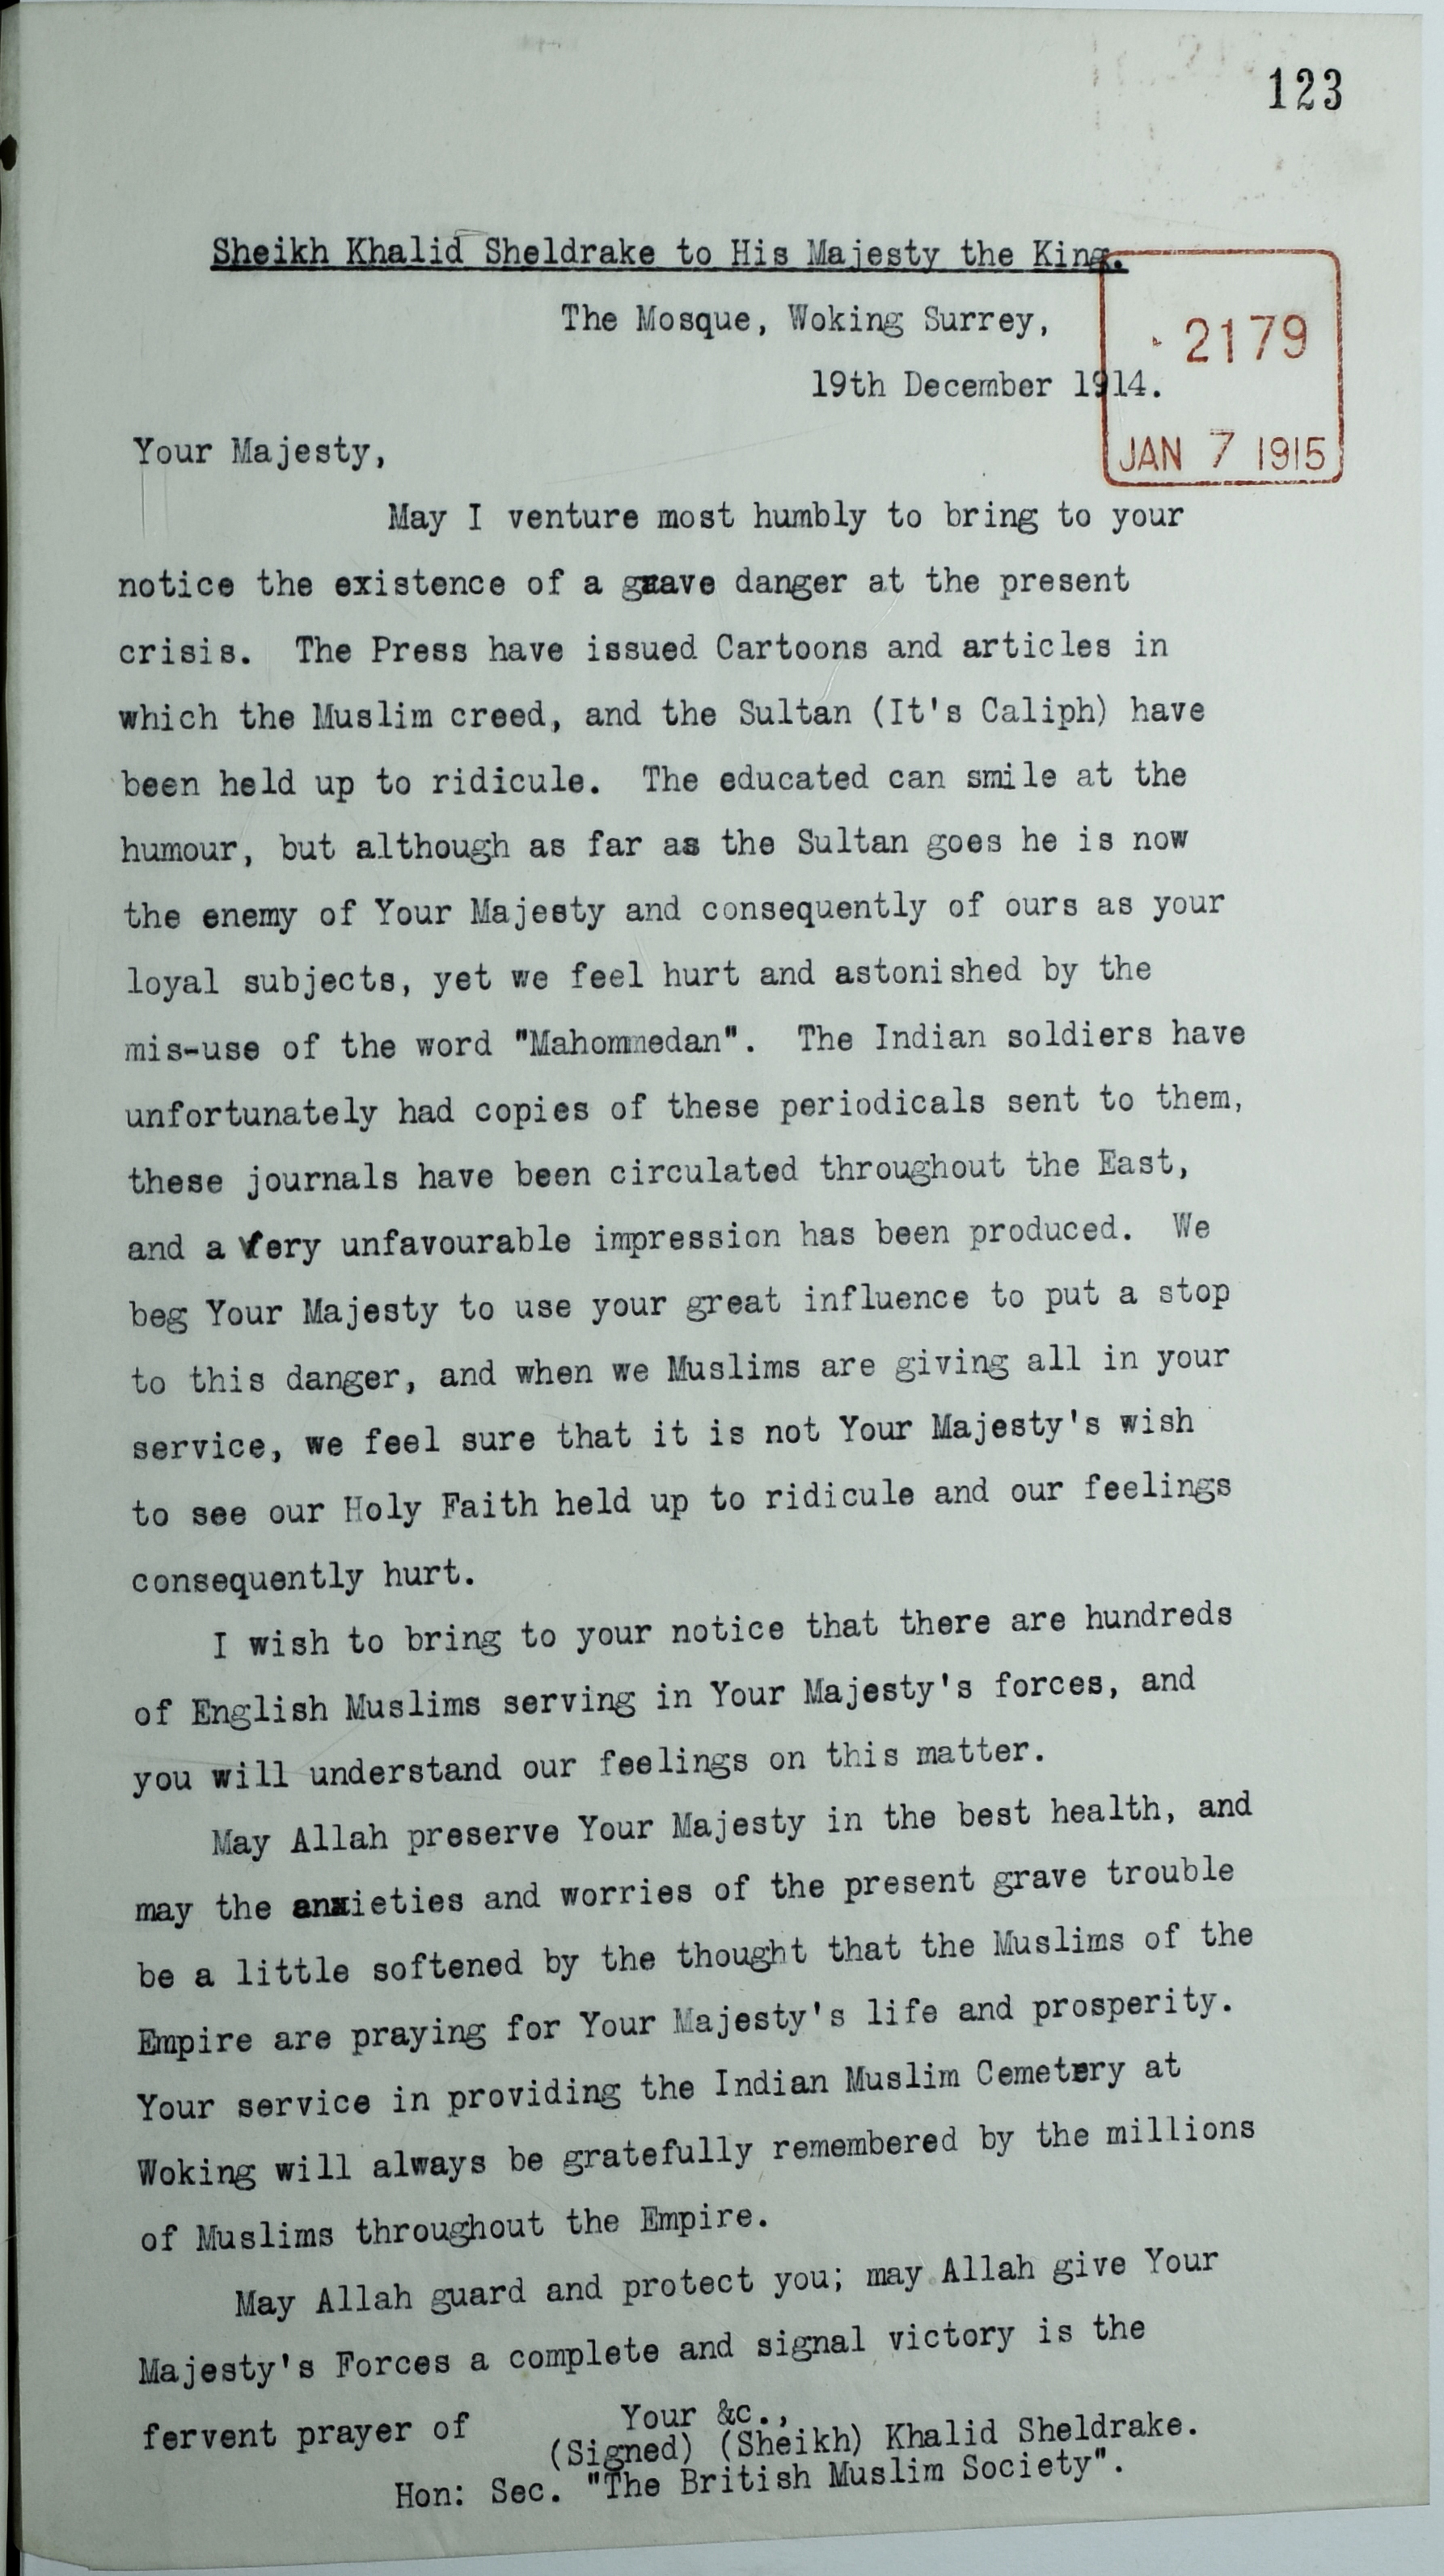 123
Sheikh Khalid Sheldrake to His Majesty the King.
The Mosque, Woking Surrey,
2179
19th December 1914.
JAN 7 1915
Your Majesty,
May I venture most humbly to bring to your
notice the existence of a grave danger at the present
crisis. The Press have issued Cartoons and articles in
which the Muslim creed, and the Sultan (It's Caliph) have
been held up to ridicule. The educated can smile at the
humour, but although as far as the Sultan goes he is now
the enemy of Your Majesty and consequently of ours as your
loyal subjects, yet we feel hurt and astonished by the
mis-use of the word "Mahommedan". The Indian soldiers have
unfortunately had copies of these periodicals sent to them,
these journals have been circulated throughout the East,
and a very unfavourable impression has been produced. We
beg Your Majesty to use your great influence to put a stop
to this danger, and when we Muslims are giving all in your
service, we feel sure that it is not Your Majesty's wish
to see our Holy Faith held up to ridicule and our feelings
consequently hurt.
I wish to bring to your notice that there are hundreds
of English Muslims serving in Your Majesty's forces, and
you will understand our feelings on this matter.
May Allah preserve Your Majesty in the best health, and
may the anxieties and worries of the present grave trouble
be a little softened by the thought that the Muslims of the
Empire are praying for Your Majesty's life and prosperity.
Your service in providing the Indian Muslim Cemetery at
Woking will always be gratefully remembered by the millions
of Muslims throughout the Empire.
May Allah guard and protect you; may Allah give Your
Majesty's Forces a complete and signal victory is the
fervent prayer of
Your &c.,
(Signed) (Sheikh) Khalid Sheldrake.
Hon: Sec. "The British Muslim Society".